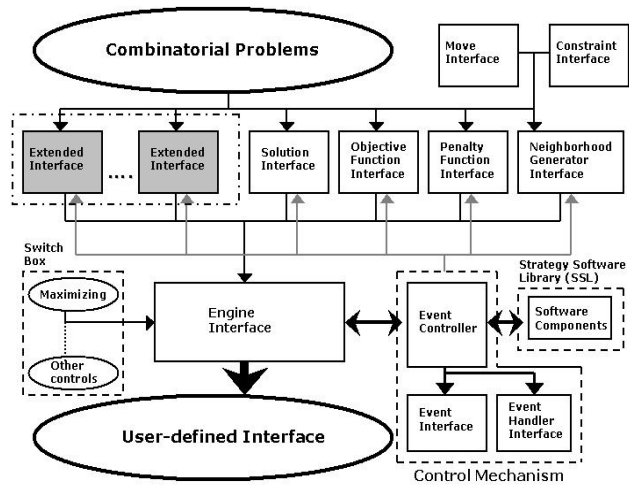 Combinatorial Problems
Move
Interface
Constraint
Interface
Extended
Interface
....
Extended
Interface
Solution
Interface
Objective
Function
Interface
Penalty
Function
Interface
Neighborhood
Generator
Interface
Switch
Box
Maximizing
Other
controls
Engine
Interface
Event
Controller
Strategy Software
Library (SSL)
Software
Components
Event
Interface
Event
Handler
Interface
User-defined Interface
Control Mechanism